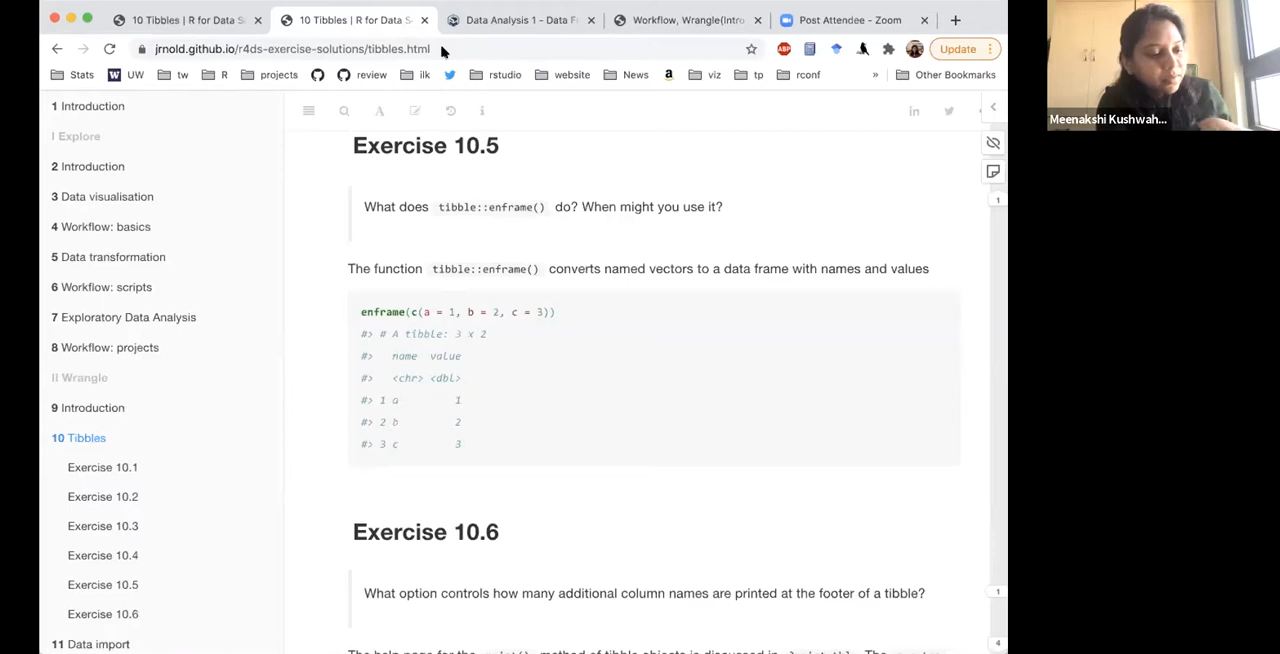 10 Tibbles | R for Data S
10 Tibbles | R for Data S
Data Analysis 1 - Data F
Workflow, Wrangle(Intro
Post Attendee - Zoom
jrnold.github.io/r4ds-exercise-solutions/tibbles.html
ABP
Update
Stats
W UW
tw
R
projects
review
ilk
rstudio
website
News
a
viz
tp
rconf
»
Other Bookmarks
Meenakshi Kushwah...
1 Introduction
I Explore
2 Introduction
3 Data visualisation
4 Workflow: basics
5 Data transformation
6 Workflow: scripts
7 Exploratory Data Analysis
8 Workflow: projects
II Wrangle
9 Introduction
10 Tibbles
Exercise 10.1
Exercise 10.2
Exercise 10.3
Exercise 10.4
Exercise 10.5
Exercise 10.6
11 Data import
Exercise 10.5
What does tibble::enframe() do? When might you use it?
The function tibble::enframe() converts named vectors to a data frame with names and values
enframe(c(a = 1, b = 2, c = 3))
#> # A tibble: 3 x 2
#> name value
#> <chr> <dbl>
#> 1 a 1
#> 2 b 2
#> 3 c 3
Exercise 10.6
What option controls how many additional column names are printed at the footer of a tibble?
1
1
4